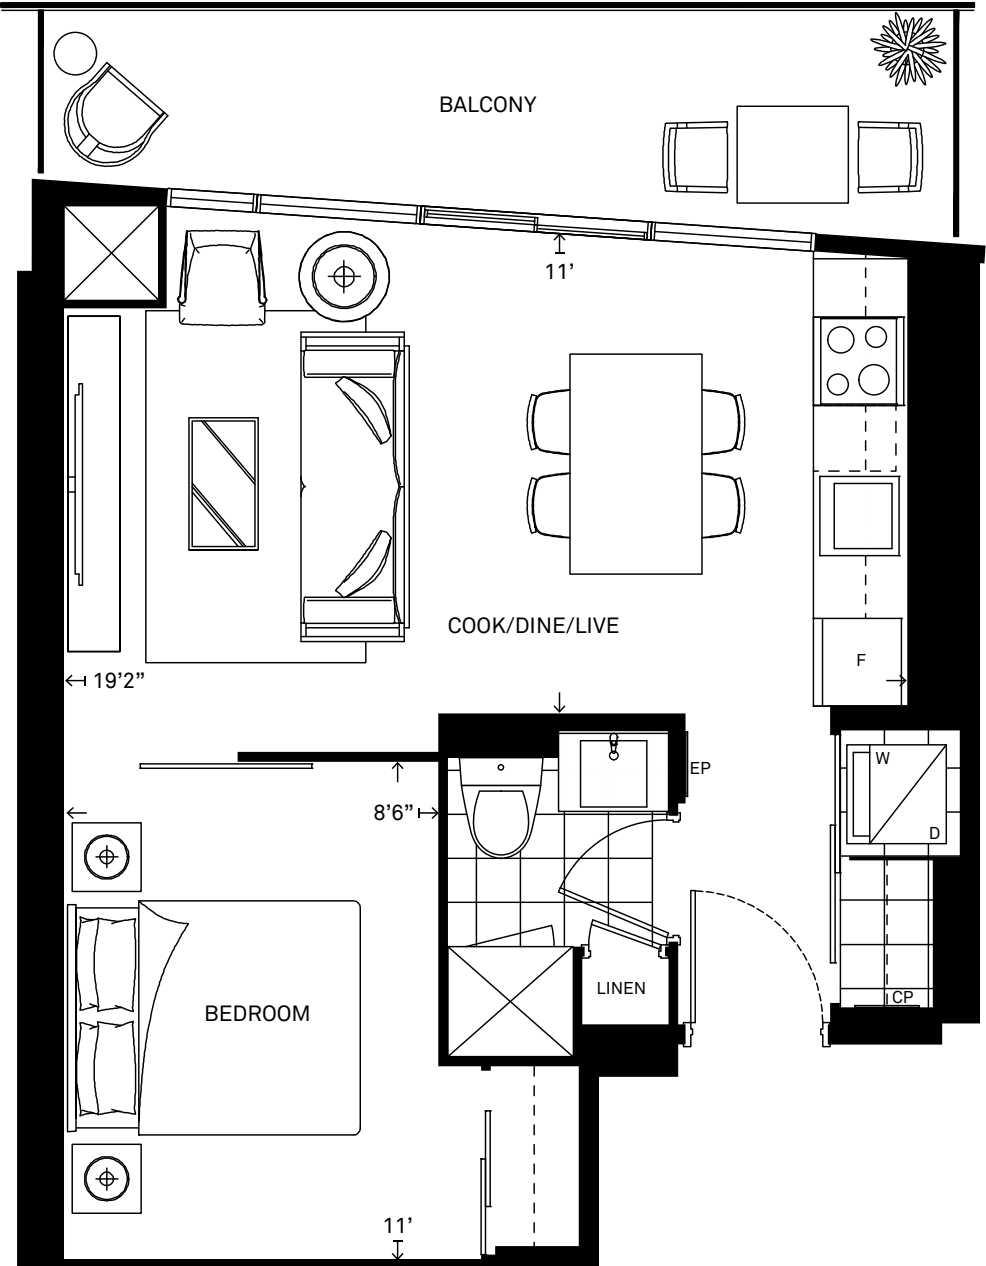 BALCONY
11’
COOK/DINE/LIVE
F
19’2”
W
D
EP
8’6”
LINEN
CP
BEDROOM
11’